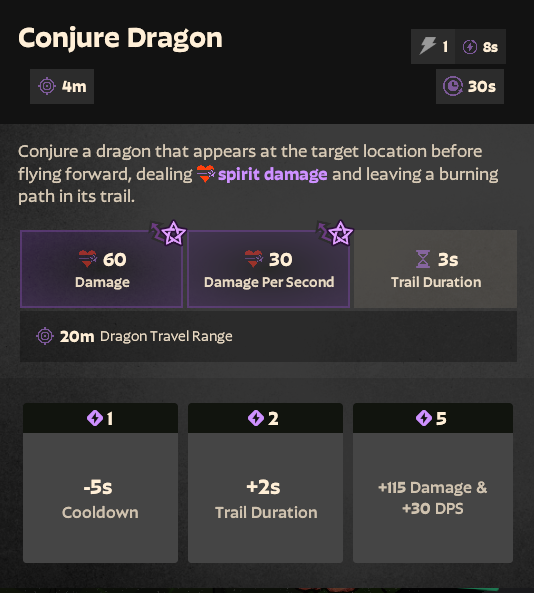 Conjure Dragon
1 8s
4m 30s
Conjure a dragon that appears at the target location before
flying forward, dealing spirit damage and leaving a burning
path in its trail.
60 30 3s
Damage Damage Per Second Trail Duration
20m Dragon Travel Range
1 2 5
-5s +2s +115 Damage &
Cooldown Trail Duration +30 DPS